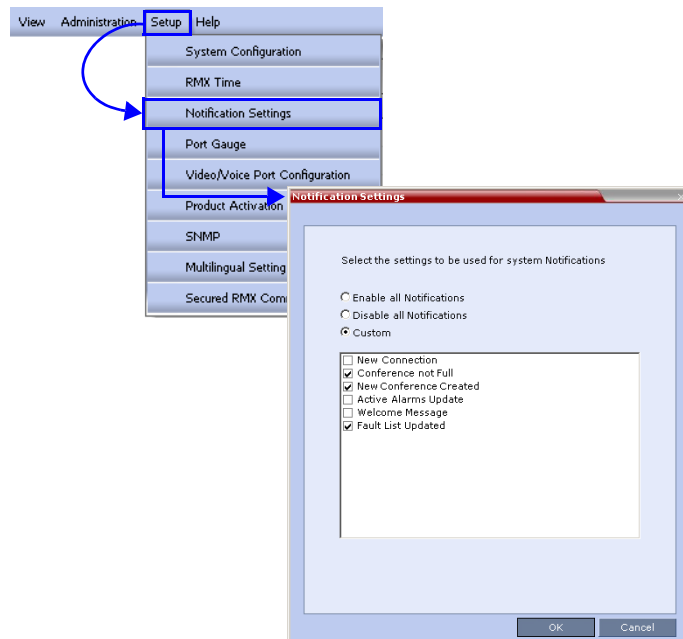 View Administration Setup Help
System Configuration
RMX Time
Notification Settings
Port Gauge
Video/Voice Port Configuration
Product Activation
SNMP
Multilingual Setting
Secured RMX Com
Notification Settings
Select the settings to be used for system Notifications
Enable all Notifications
Disable all Notifications
Custom
New Connection
Conference not Full
New Conference Created
Active Alarms Update
Welcome Message
Fault List Updated
OK Cancel